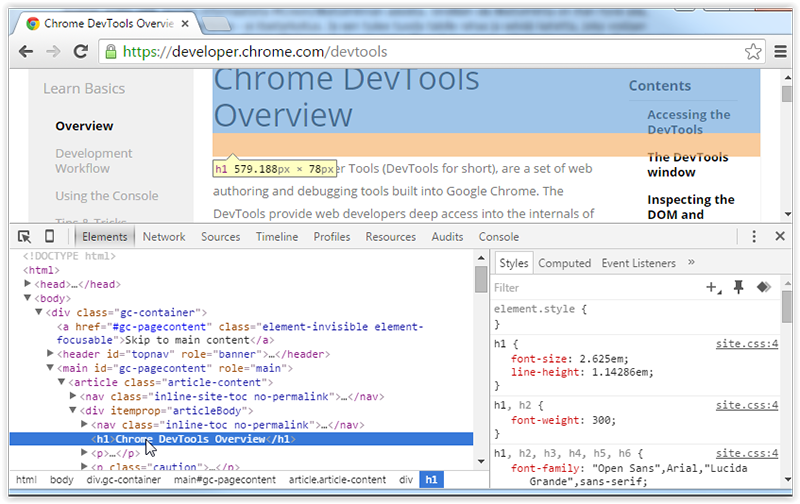 Chrome DevTools Overview
https://developer.chrome.com/devtools
Learn Basics
Overview
Development
Workflow
Using the Console
Tips & Tricks
Chrome DevTools
Overview
h1 579.188px × 78px
er Tools (DevTools for short), are a set of web
authoring and debugging tools built into Google Chrome. The
DevTools provide web developers deep access into the internals of
Contents
Accessing the
DevTools
The DevTools
window
Inspecting the
DOM and
Elements Network Sources Timeline Profiles Resources Audits Console
<!DOCTYPE html>
<html>
<head>…</head>
<body>
<div class="gc-container">
<a href="#gc-pagecontent" class="element-invisible element-
focusable">Skip to main content</a>
<header id="topnav" role="banner">…</header>
<main id="gc-pagecontent" role="main">
<article class="article-content">
<nav class="inline-site-toc no-permalink">…</nav>
<div itemprop="articleBody">
<nav class="inline-toc no-permalink">…</nav>
<h1>Chrome DevTools Overview</h1>
<p>…</p>
<p class="caution">…</p>
html body div.gc-container main#gc-pagecontent article.article-content div h1
Styles Computed Event Listeners »
Filter
element.style {
}
h1 { site.css:4
font-size: 2.625em;
line-height: 1.14286em;
}
h1, h2 { site.css:4
font-weight: 300;
}
h1, h2, h3, h4, h5, h6 { site.css:4
font-family: "Open Sans",Arial,"Lucida
Grande",sans-serif;